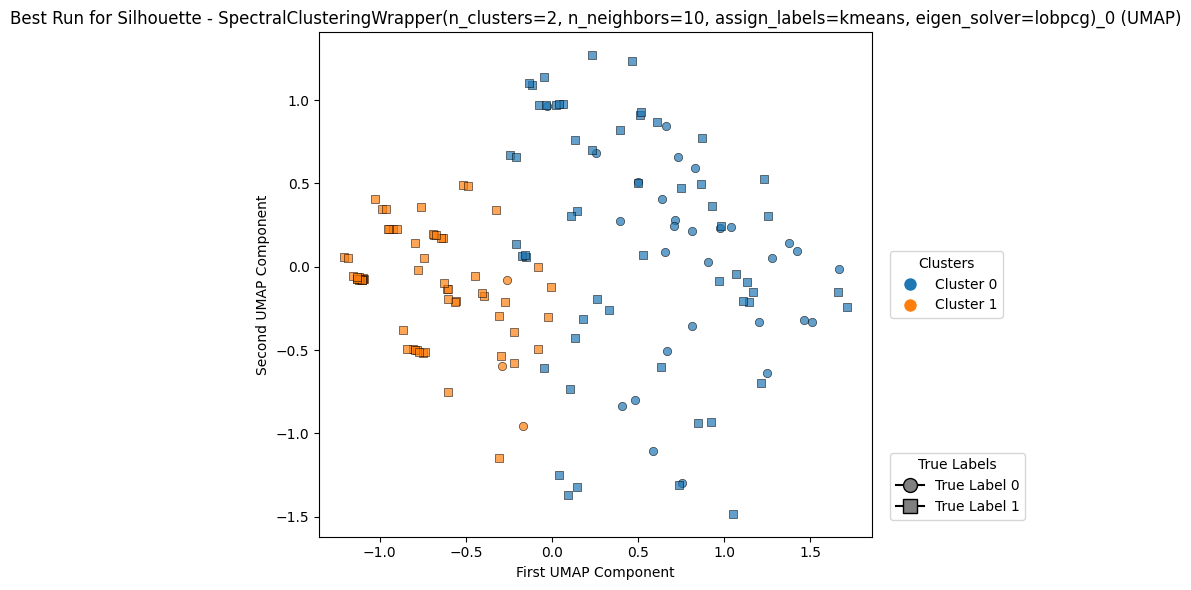 Best Run for Silhouette - SpectralClusteringWrapper(n_clusters=2, n_neighbors=10, assign_labels=kmeans, eigen_solver=lobpcg)_0 (UMAP)
Second UMAP Component
1.0
0.5
0.0
−0.5
−1.0
−1.5
−1.0
−0.5
0.0
0.5
1.0
1.5
First UMAP Component
Clusters
Cluster 0
Cluster 1
True Labels
True Label 0
True Label 1